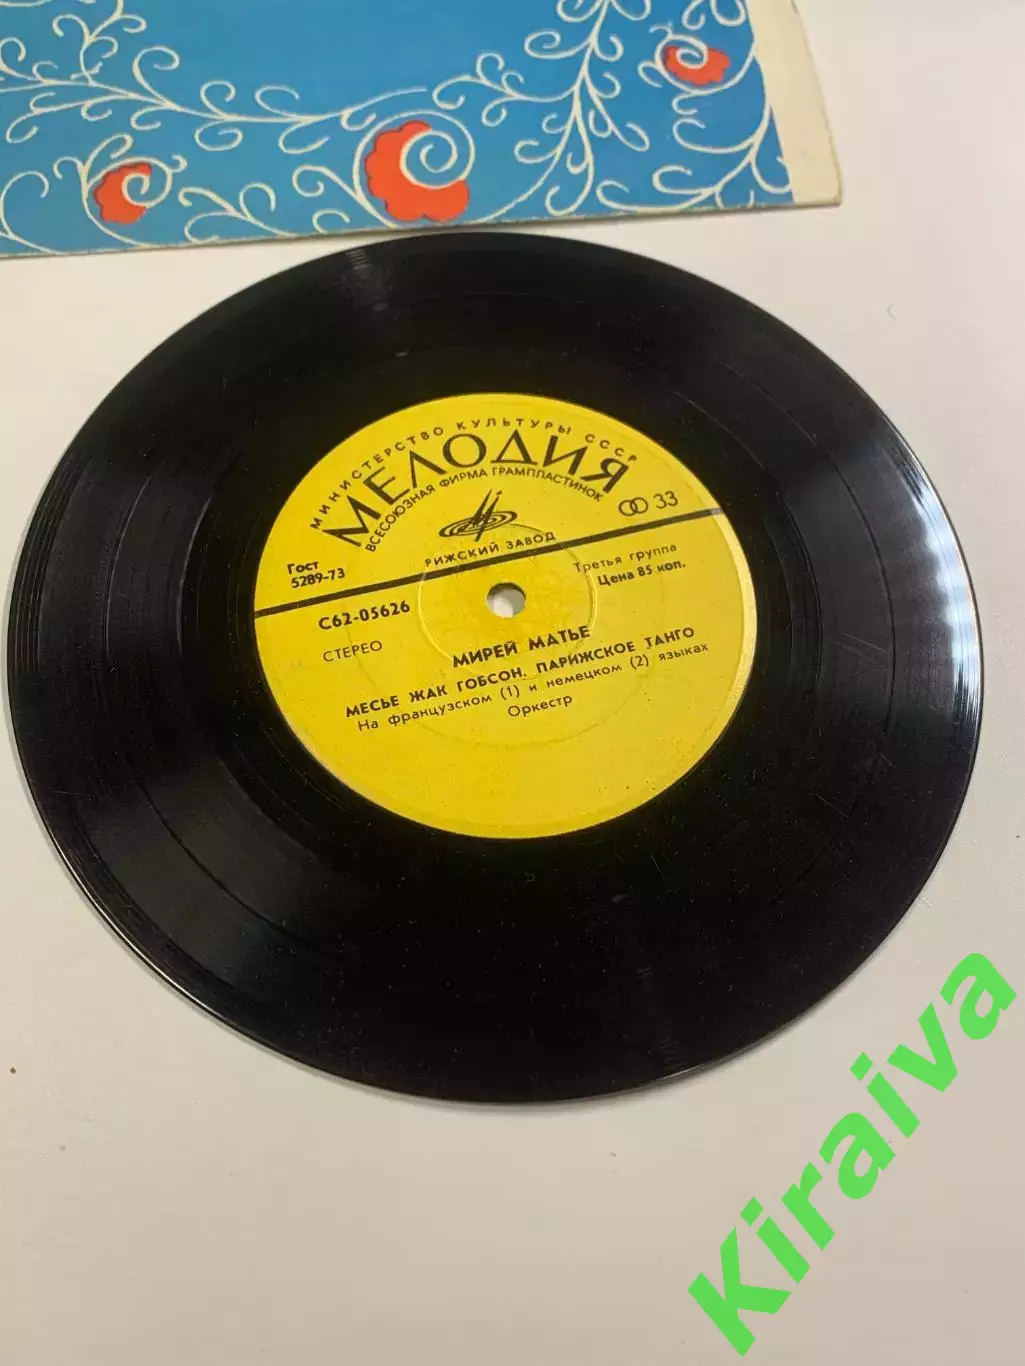 МИНИСТЕРСТВО КУЛЬТУРЫ СССР
МЕЛОДИЯ
ВСЕСОЮЗНАЯ ФИРМА ГРАМПЛАСТИНОК
33
РИЖСКИЙ ЗАВОД
Гост
5289-73
Третья группа
Цена 85 коп.
С62-05626
СТЕРЕО
МИРЕЙ МАТЬЕ
МЕСЬЕ ЖАК ГОБСОН. ПАРИЖСКОЕ ТАНГО
На французском (1) и немецком (2) языках
Оркестр
Kiraiva